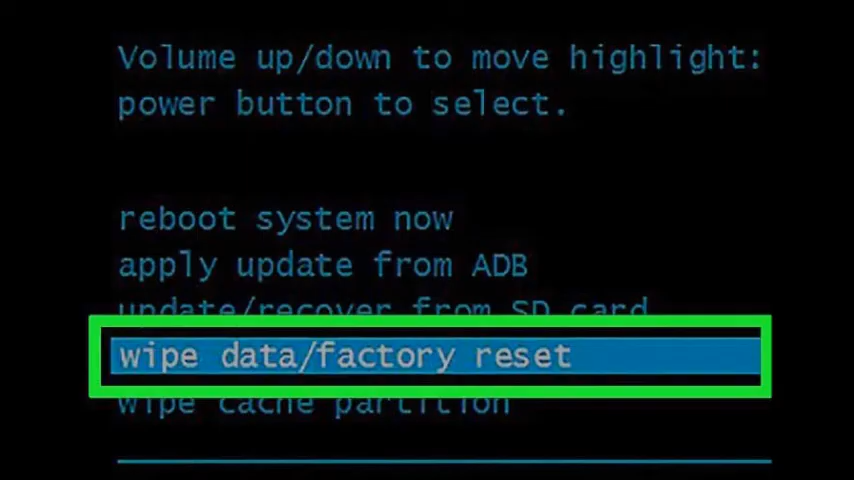 Volume up/down to move highlight:
power button to select.
reboot system now
apply update from ADB
update/recover from SD card
wipe data/factory reset
wipe cache partition